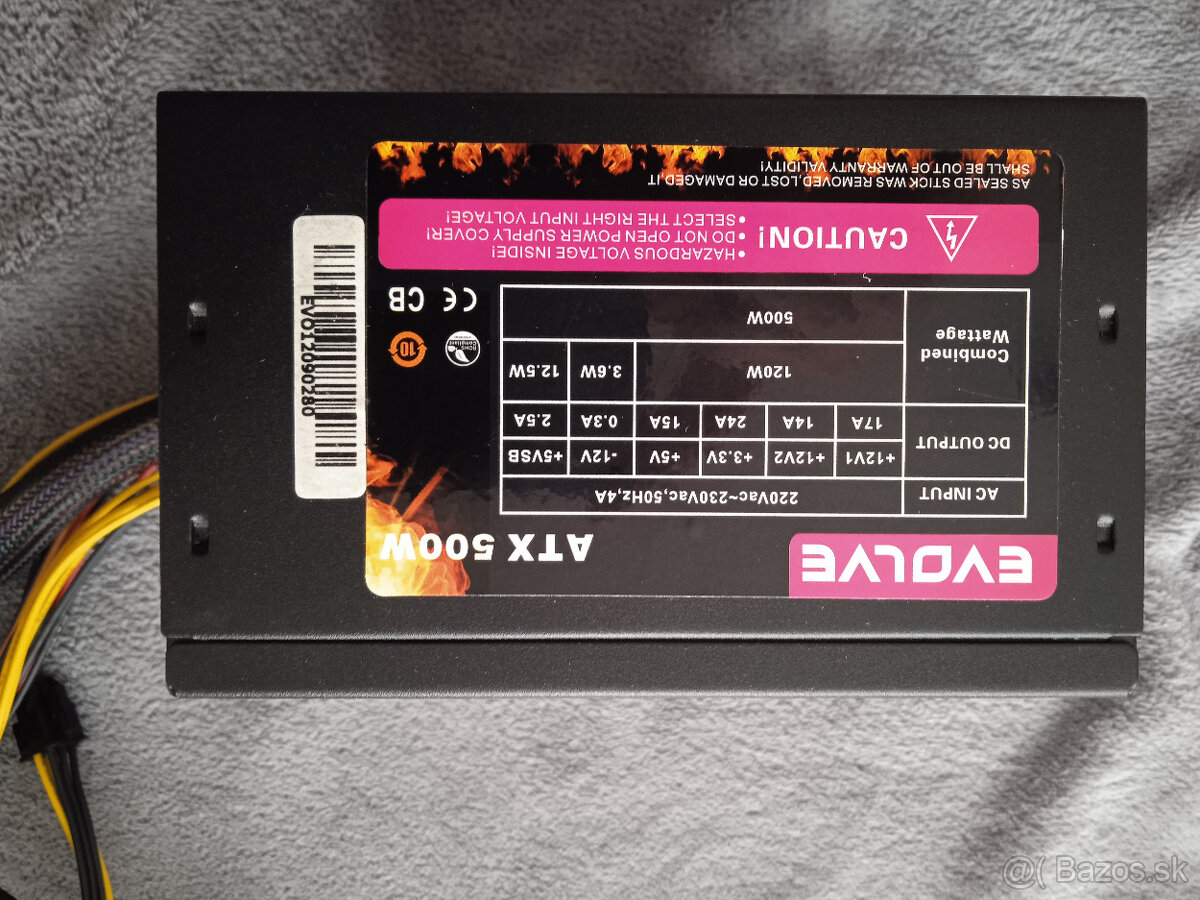 EVOLVE
ATX 500W
AC INPUT 220Vac~230Vac,50Hz,4A
DC OUTPUT +12V1 +12V2 +3.3V +5V -12V +5VSB
17A 14A 24A 15A 0.3A 2.5A
Combined Wattage 120W 3.6W 12.5W
500W
10
RoHS
Compliant
CE CB
CAUTION!
•HAZARDOUS VOLTAGE INSIDE!
•DO NOT OPEN POWER SUPPLY COVER!
•SELECT THE RIGHT INPUT VOLTAGE!
AS SEALED STICK WAS REMOVED,LOST OR DAMAGED,IT
SHALL BE OUT OF WARRANTY VALIDITY!
EVO12090280
@( Bazos.sk